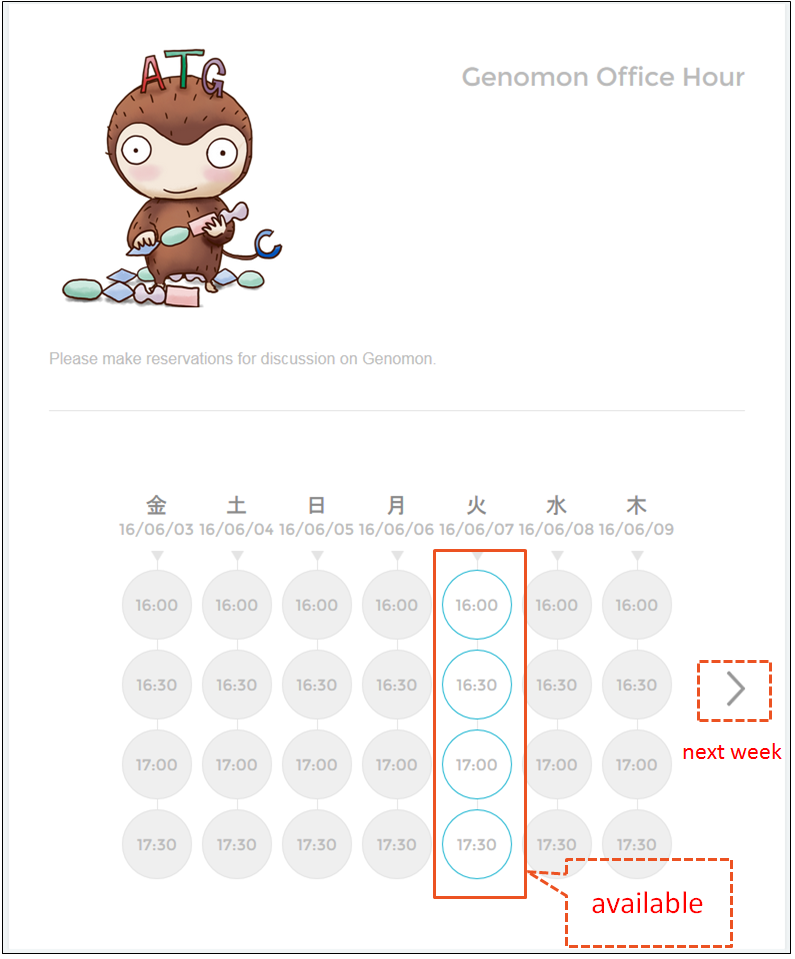 A T G
Genomon Office Hour
C
Please make reservations for discussion on Genomon.
金 土 日 月 火 水 木
16/06/03 16/06/04 16/06/05 16/06/06 16/06/07 16/06/08 16/06/09
16:00 16:00 16:00 16:00 16:00 16:00 16:00
16:30 16:30 16:30 16:30 16:30 16:30 16:30
next week
17:00 17:00 17:00 17:00 17:00 17:00 17:00
17:30 17:30 17:30 17:30 17:30 17:30 17:30
available